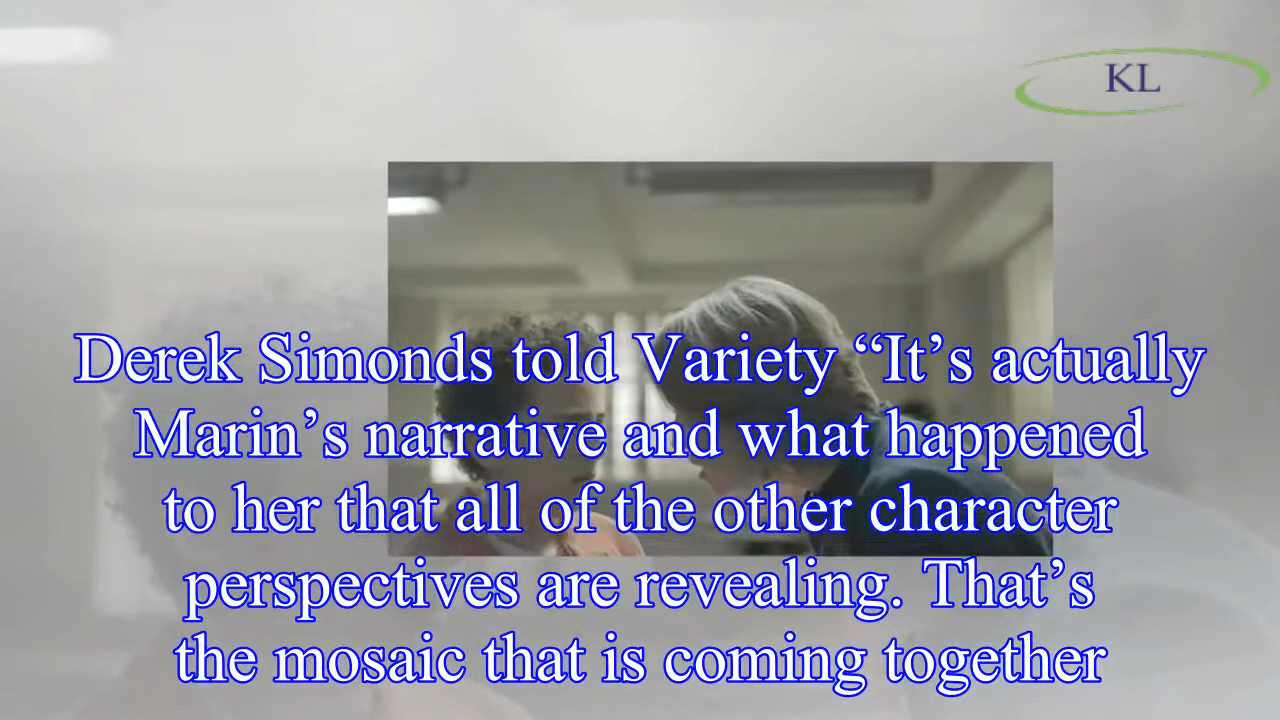 KL
Derek Simonds told Variety “It’s actually
Marin’s narrative and what happened
to her that all of the other character
perspectives are revealing. That’s
the mosaic that is coming together